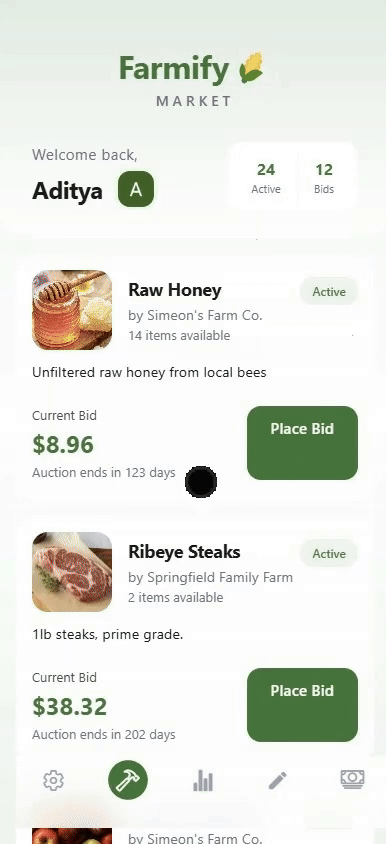 Farmify
MARKET
Welcome back,
Aditya
A
24
Active
12
Bids
Raw Honey
Active
by Simeon's Farm Co.
14 items available
Unfiltered raw honey from local bees
Current Bid
$8.96
Auction ends in 123 days
Place Bid
Ribeye Steaks
Active
by Springfield Family Farm
2 items available
1lb steaks, prime grade.
Current Bid
$38.32
Auction ends in 202 days
Place Bid
by Simeon's Farm Co.